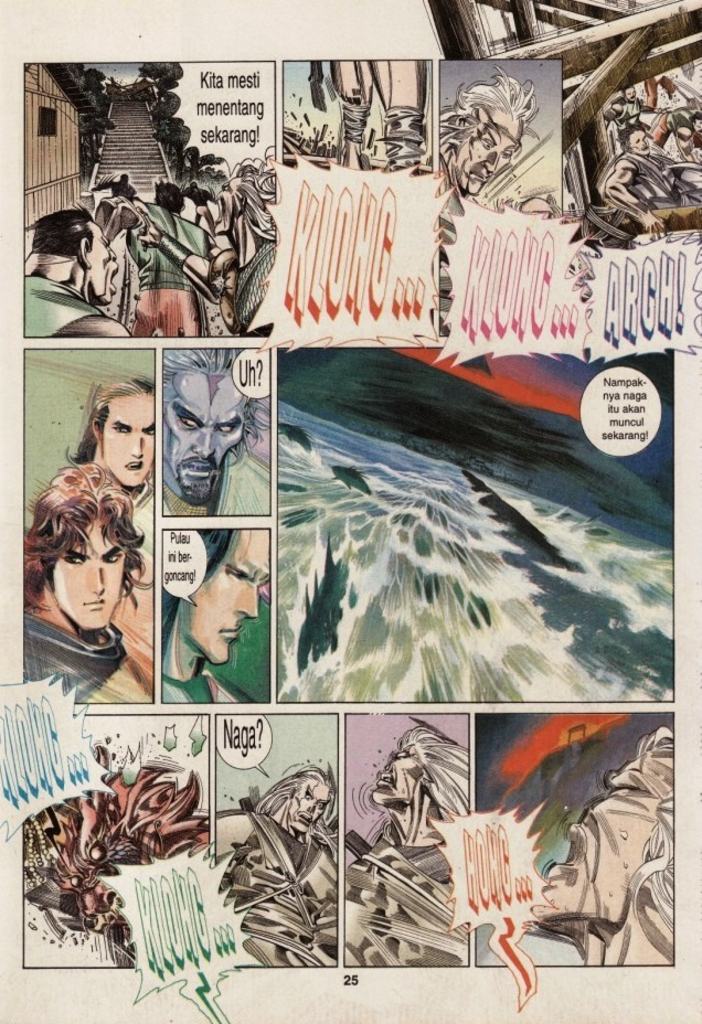 Kita mesti
menentang
sekarang!
KLONG...
KLONG...
ARGH!
Uh?
Pulau
ini ber-
goncang!
Nampak-
nya naga
itu akan
muncul
sekarang!
KLONG...
KLONG...
Naga?
HONG...
25